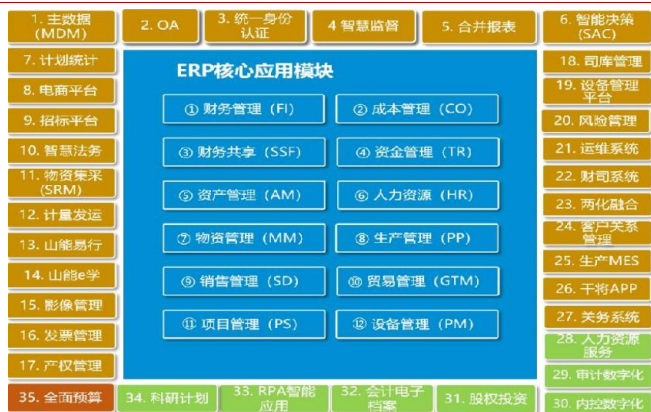 1. 主数据
(MDM)
2. OA
3. 统一身份
认证
4 智慧监督
5. 合并报表
6. 智能决策
(SAC)
7. 计划统计
8. 电商平台
9. 招标平台
10. 智慧法务
11. 物资集采
(SRM)
12. 计量发运
13. 山能易行
14. 山能e学
15. 影像管理
16. 发票管理
17. 产权管理
ERP核心应用模块
① 财务管理（FI）
② 成本管理（CO）
③ 财务共享（SSF）
④ 资金管理（TR）
⑤ 资产管理（AM）
⑥ 人力资源（HR）
⑦ 物资管理（MM）
⑧ 生产管理（PP）
⑨ 销售管理（SD）
⑩ 贸易管理（GTM）
⑪ 项目管理（PS）
⑫ 设备管理（PM）
18. 司库管理
19. 设备管理
平台
20. 风险管理
21. 运维系统
22. 财司系统
23. 两化融合
24. 客户关系
管理
25. 生产MES
26. 干将APP
27. 关务系统
28. 人力资源
服务
29. 审计数字化
30. 内控数字化
35. 全面预算
34. 科研计划
33. RPA智能
应用
32. 会计电子
档案
31. 股权投资